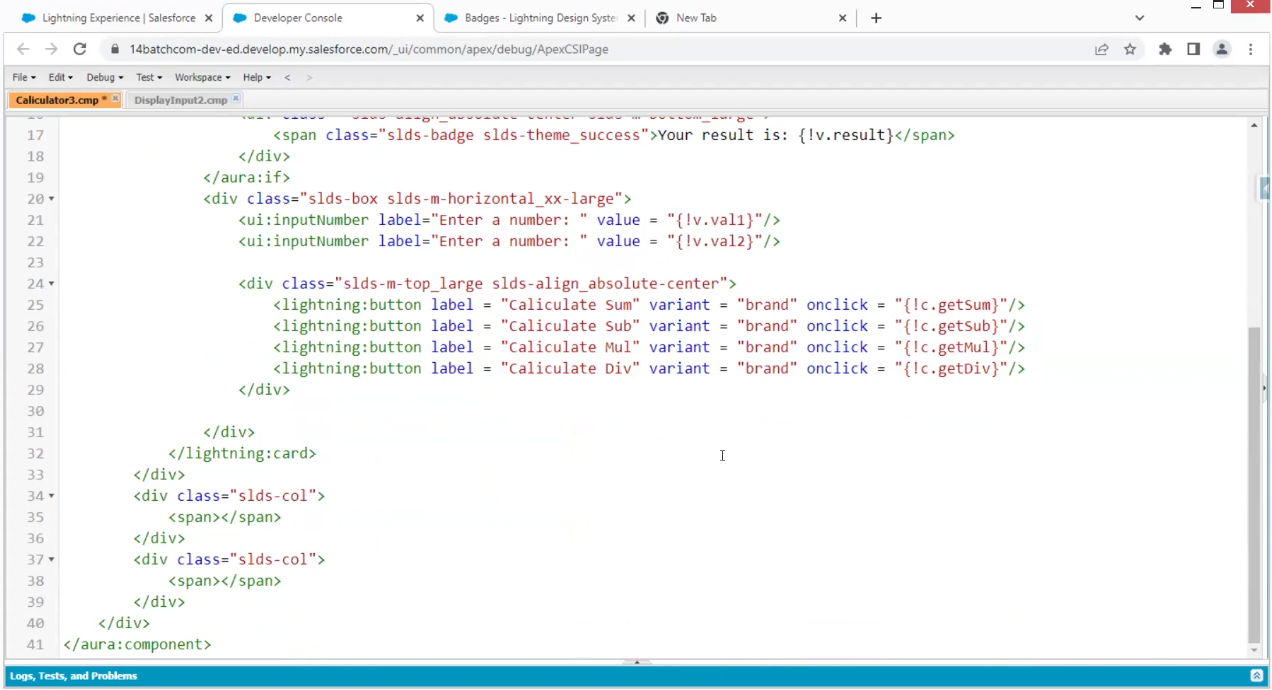 Lightning Experience | Salesforce
Developer Console
Badges - Lightning Design Syste
New Tab
14batchcom-dev-ed.develop.my.salesforce.com/_ui/common/apex/debug/ApexCSIPage
File Edit Debug Test Workspace Help < >
Caliculator3.cmp * DisplayInput2.cmp
17 <span class="slds-badge slds-theme_success">Your result is: {!v.result}</span>
18 </div>
19 </aura:if>
20 <div class="slds-box slds-m-horizontal_xx-large">
21 <ui:inputNumber label="Enter a number: " value = "{!v.val1}"/>
22 <ui:inputNumber label="Enter a number: " value = "{!v.val2}"/>
23
24 <div class="slds-m-top_large slds-align_absolute-center">
25 <lightning:button label = "Caliculate Sum" variant = "brand" onclick = "{!c.getSum}"/>
26 <lightning:button label = "Caliculate Sub" variant = "brand" onclick = "{!c.getSub}"/>
27 <lightning:button label = "Caliculate Mul" variant = "brand" onclick = "{!c.getMul}"/>
28 <lightning:button label = "Caliculate Div" variant = "brand" onclick = "{!c.getDiv}"/>
29 </div>
30
31 </div>
32 </lightning:card>
33 </div>
34 <div class="slds-col">
35 <span></span>
36 </div>
37 <div class="slds-col">
38 <span></span>
39 </div>
40 </div>
41 </aura:component>
Logs, Tests, and Problems